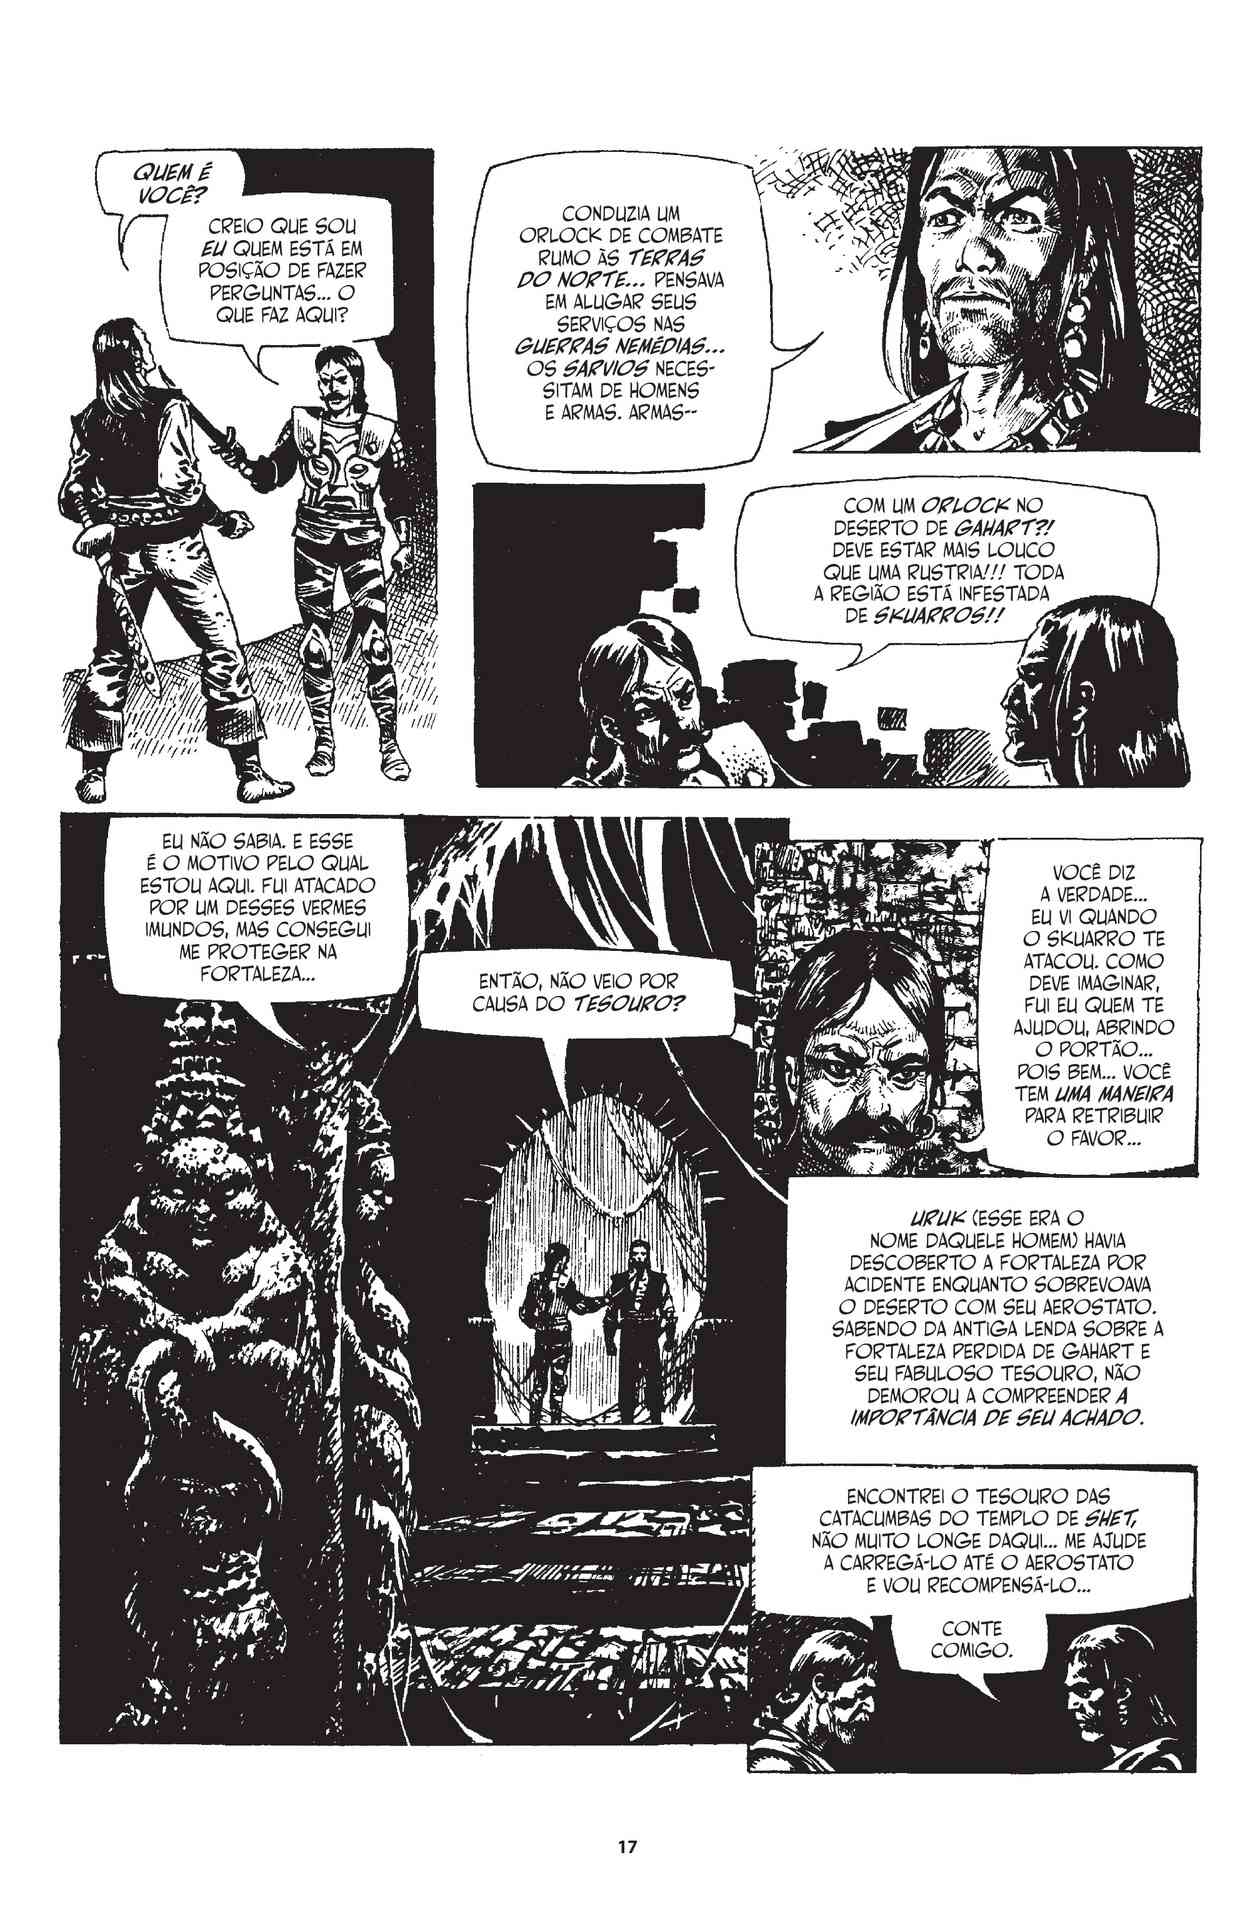 QUEM É
VOCÊ?
CREIO QUE SOU
EU QUEM ESTÁ EM
POSIÇÃO DE FAZER
PERGUNTAS... O
QUE FAZ AQUI?
CONDUZIA UM
ORLOCK DE COMBATE
RUMO ÀS TERRAS
DO NORTE... PENSAVA
EM ALUGAR SEUS
SERVIÇOS NAS
GUERRAS NEMÉDIAS...
OS SARVIOS NECES-
SITAM DE HOMENS
E ARMAS. ARMAS--
COM UM ORLOCK NO
DESERTO DE GAHART?!
DEVE ESTAR MAIS LOUCO
QUE UMA RUSTRIA!!! TODA
A REGIÃO ESTÁ INFESTADA
DE SKUARROS!!
EU NÃO SABIA. E ESSE
É O MOTIVO PELO QUAL
ESTOU AQUI. FUI ATACADO
POR UM DESSES VERMES
IMUNDOS, MAS CONSEGUI
ME PROTEGER NA
FORTALEZA...
ENTÃO, NÃO VEIO POR
CAUSA DO TESOURO?
VOCÊ DIZ
A VERDADE...
EU VI QUANDO
O SKUARRO TE
ATACOU. COMO
DEVE IMAGINAR,
FUI EU QUEM TE
AJUDOU, ABRINDO
O PORTÃO...
POIS BEM... VOCÊ
TEM UMA MANEIRA
PARA RETRIBUIR
O FAVOR...
URUK (ESSE ERA O
NOME DAQUELE HOMEM) HAVIA
DESCOBERTO A FORTALEZA POR
ACIDENTE ENQUANTO SOBREVOAVA
O DESERTO COM SEU AEROSTATO.
SABENDO DA ANTIGA LENDA SOBRE A
FORTALEZA PERDIDA DE GAHART E
SEU FABULOSO TESOURO, NÃO
DEMOROU A COMPREENDER A
IMPORTÂNCIA DE SEU ACHADO.
ENCONTREI O TESOURO DAS
CATACUMBAS DO TEMPLO DE SHET,
NÃO MUITO LONGE DAQUI... ME AJUDE
A CARREGÁ-LO ATÉ O AEROSTATO
E VOU RECOMPENSÁ-LO...
CONTE
COMIGO.
17